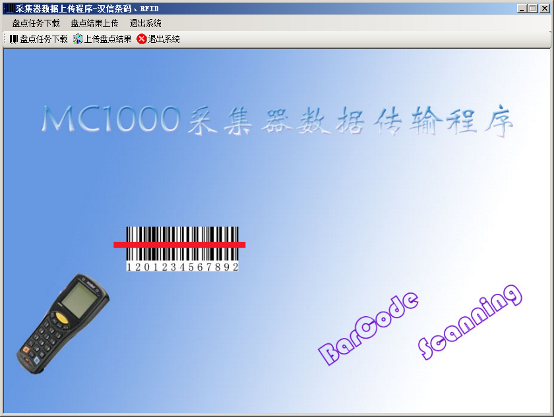 采集器数据上传程序-汉信条码、RFID
盘点任务下载 盘点结果上传 退出系统
盘点任务下载 上传盘点结果 退出系统
MC1000采集器数据传输程序
1201234567892
BarCode
Scanning